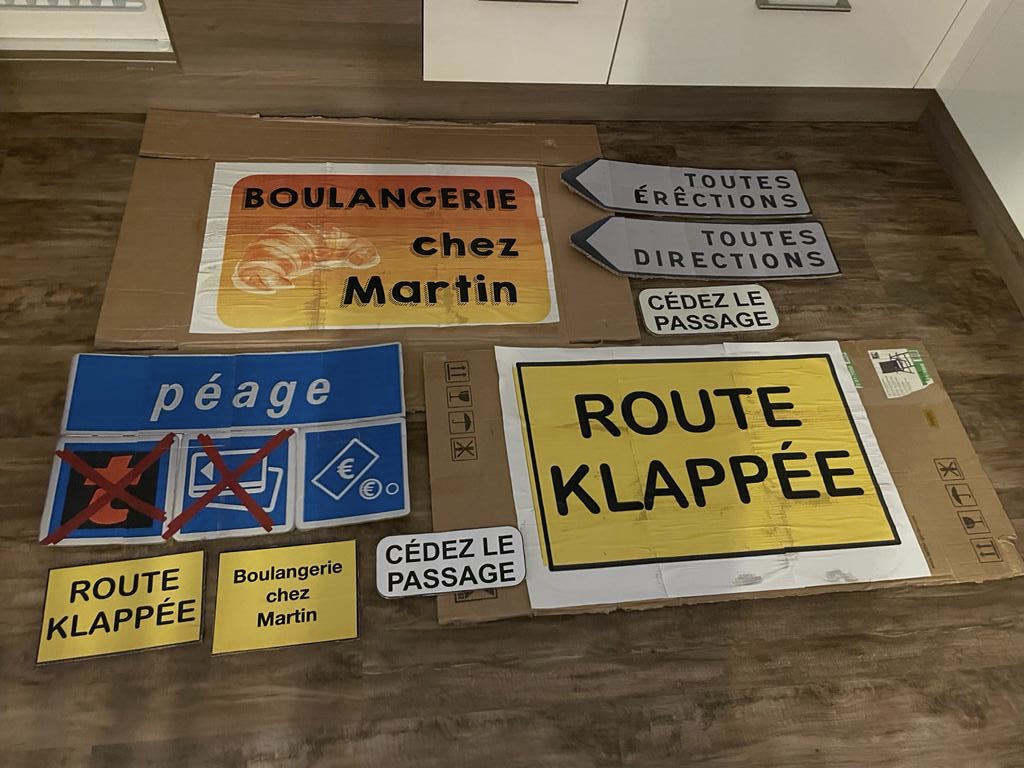 BOULANGERIE
chez
Martin
TOUTES
ÉRÊCTIONS
TOUTES
DIRECTIONS
CÉDEZ LE
PASSAGE
péage
t
€
€
ROUTE
KLAPPÉE
CÉDEZ LE
PASSAGE
ROUTE
KLAPPÉE
Boulangerie
chez
Martin